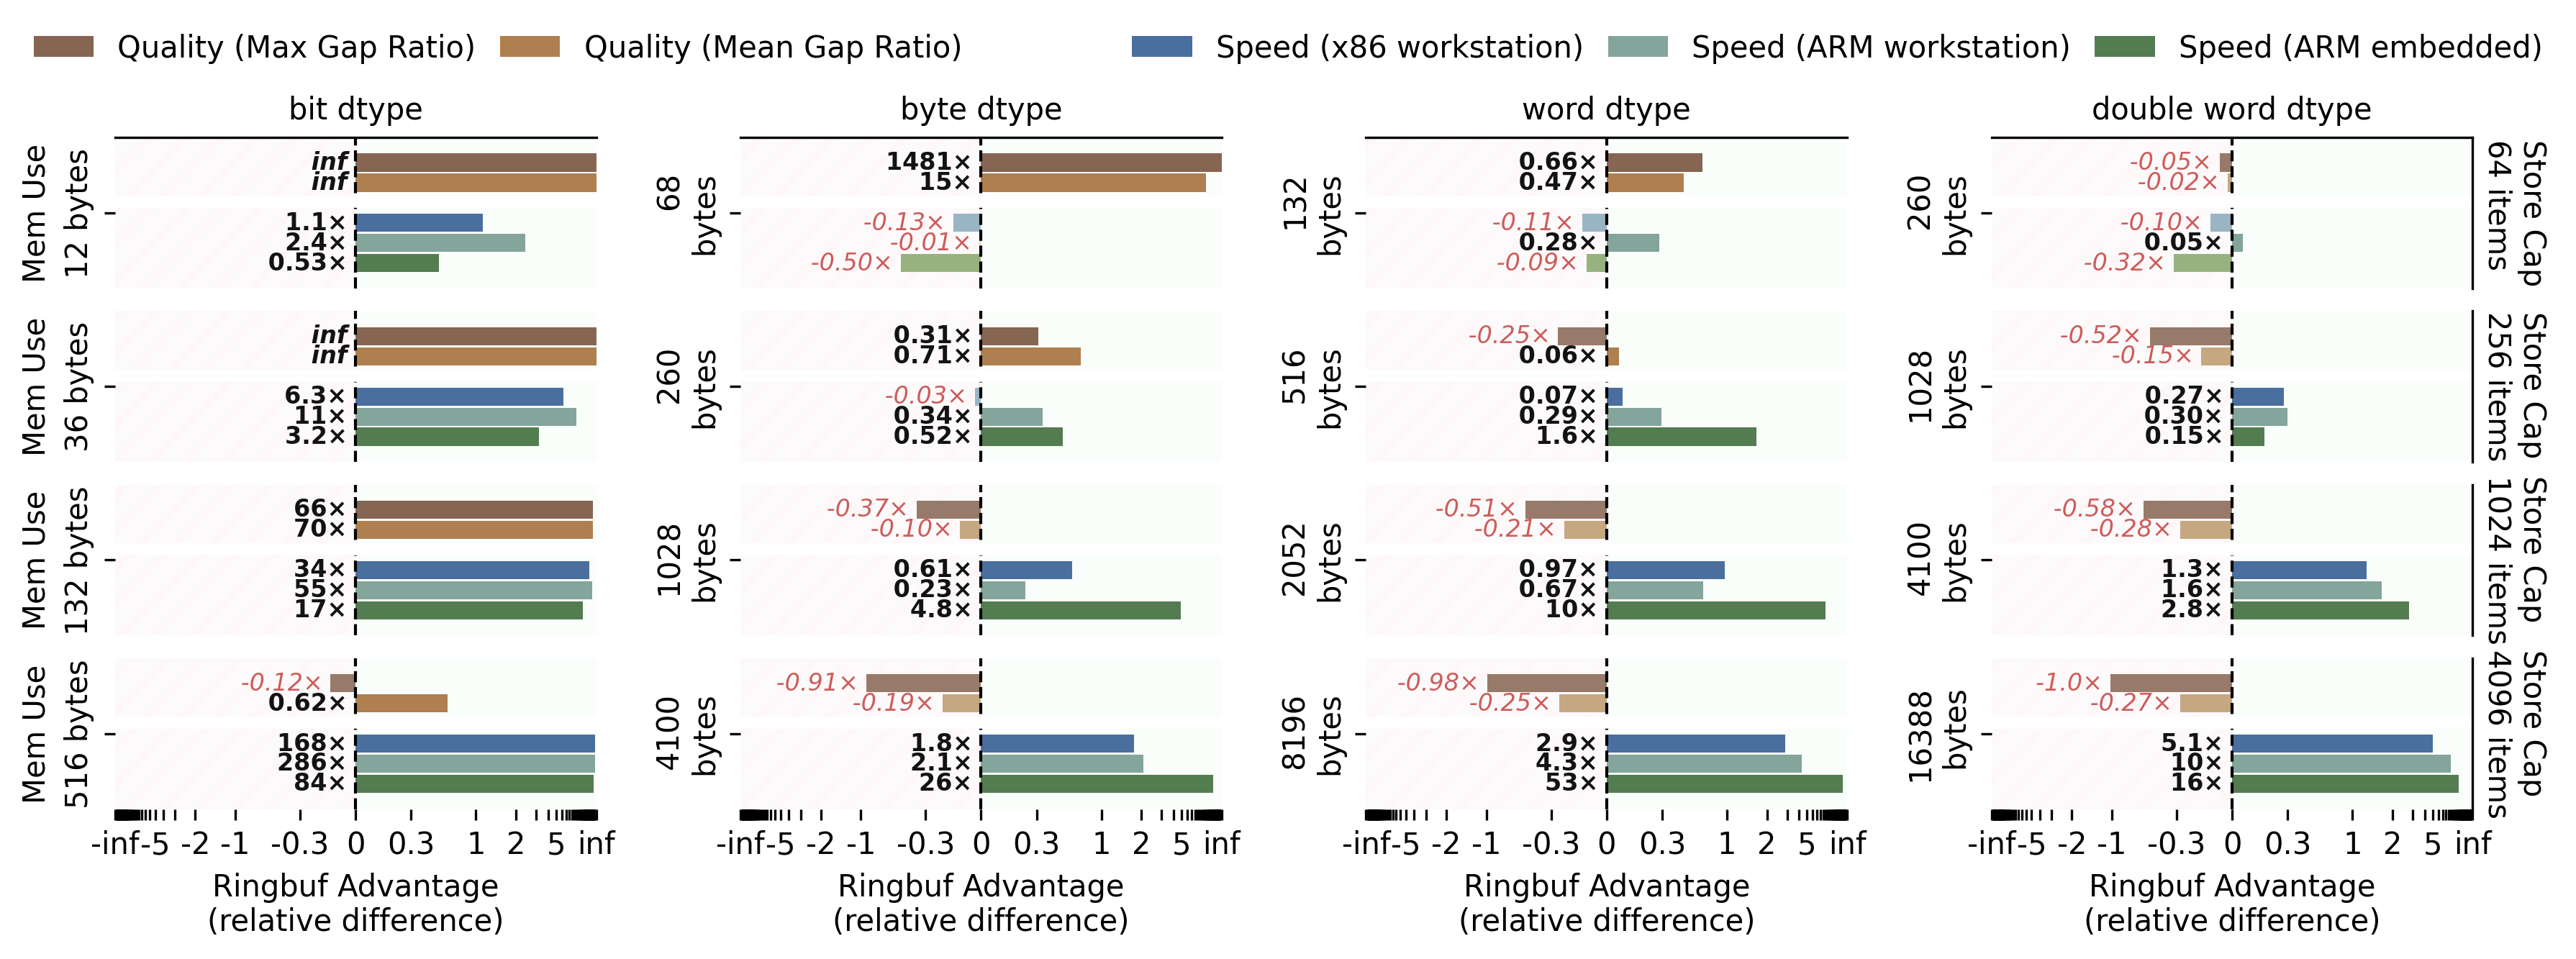 Quality (Max Gap Ratio) Quality (Mean Gap Ratio) Speed (x86 workstation) Speed (ARM workstation) Speed (ARM embedded)
bit dtype byte dtype word dtype double word dtype
Mem Use
12 bytes
inf
inf
1.1×
2.4×
0.53×
68
bytes
1481×
15×
-0.13×
-0.01×
-0.50×
132
bytes
0.66×
0.47×
-0.11×
0.28×
-0.09×
260
bytes
-0.05×
-0.02×
-0.10×
0.05×
-0.32×
Store Cap
64 items
Mem Use
36 bytes
inf
inf
6.3×
11×
3.2×
260
bytes
0.31×
0.71×
-0.03×
0.34×
0.52×
516
bytes
-0.25×
0.06×
0.07×
0.29×
1.6×
1028
bytes
-0.52×
-0.15×
0.27×
0.30×
0.15×
Store Cap
256 items
Mem Use
132 bytes
66×
70×
34×
55×
17×
1028
bytes
-0.37×
-0.10×
0.61×
0.23×
4.8×
2052
bytes
-0.51×
-0.21×
0.97×
0.67×
10×
4100
bytes
-0.58×
-0.28×
1.3×
1.6×
2.8×
Store Cap
1024 items
Mem Use
516 bytes
-0.12×
0.62×
168×
286×
84×
4100
bytes
-0.91×
-0.19×
1.8×
2.1×
26×
8196
bytes
-0.98×
-0.25×
2.9×
4.3×
53×
16388
bytes
-1.0×
-0.27×
5.1×
10×
16×
Store Cap
4096 items
-inf -5 -2 -1 -0.3 0 0.3 1 2 5 inf
-inf -5 -2 -1 -0.3 0 0.3 1 2 5 inf
-inf -5 -2 -1 -0.3 0 0.3 1 2 5 inf
-inf -5 -2 -1 -0.3 0 0.3 1 2 5 inf
Ringbuf Advantage
(relative difference)
Ringbuf Advantage
(relative difference)
Ringbuf Advantage
(relative difference)
Ringbuf Advantage
(relative difference)